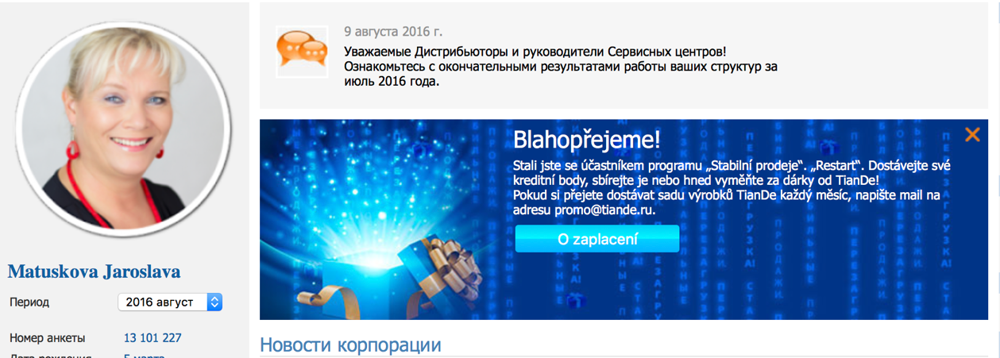 9 августа 2016 г.
Уважаемые Дистрибьюторы и руководители Сервисных центров!
Ознакомьтесь с окончательными результатами работы ваших структур за
июль 2016 года.
Blahopřejeme!
Stali jste se účastníkem programu „Stabilní prodeje“. „Restart“. Dostávejte své
kreditní body, sbírejte je nebo hned vyměňte za dárky od TianDe!
Pokud si přejete dostávat sadu výrobků TianDe každý měsíc, napište mail na
adresu promo@tiande.ru.
O zaplacení
Matuskova Jaroslava
Период 2016 август
Номер анкеты 13 101 227
Новости корпорации